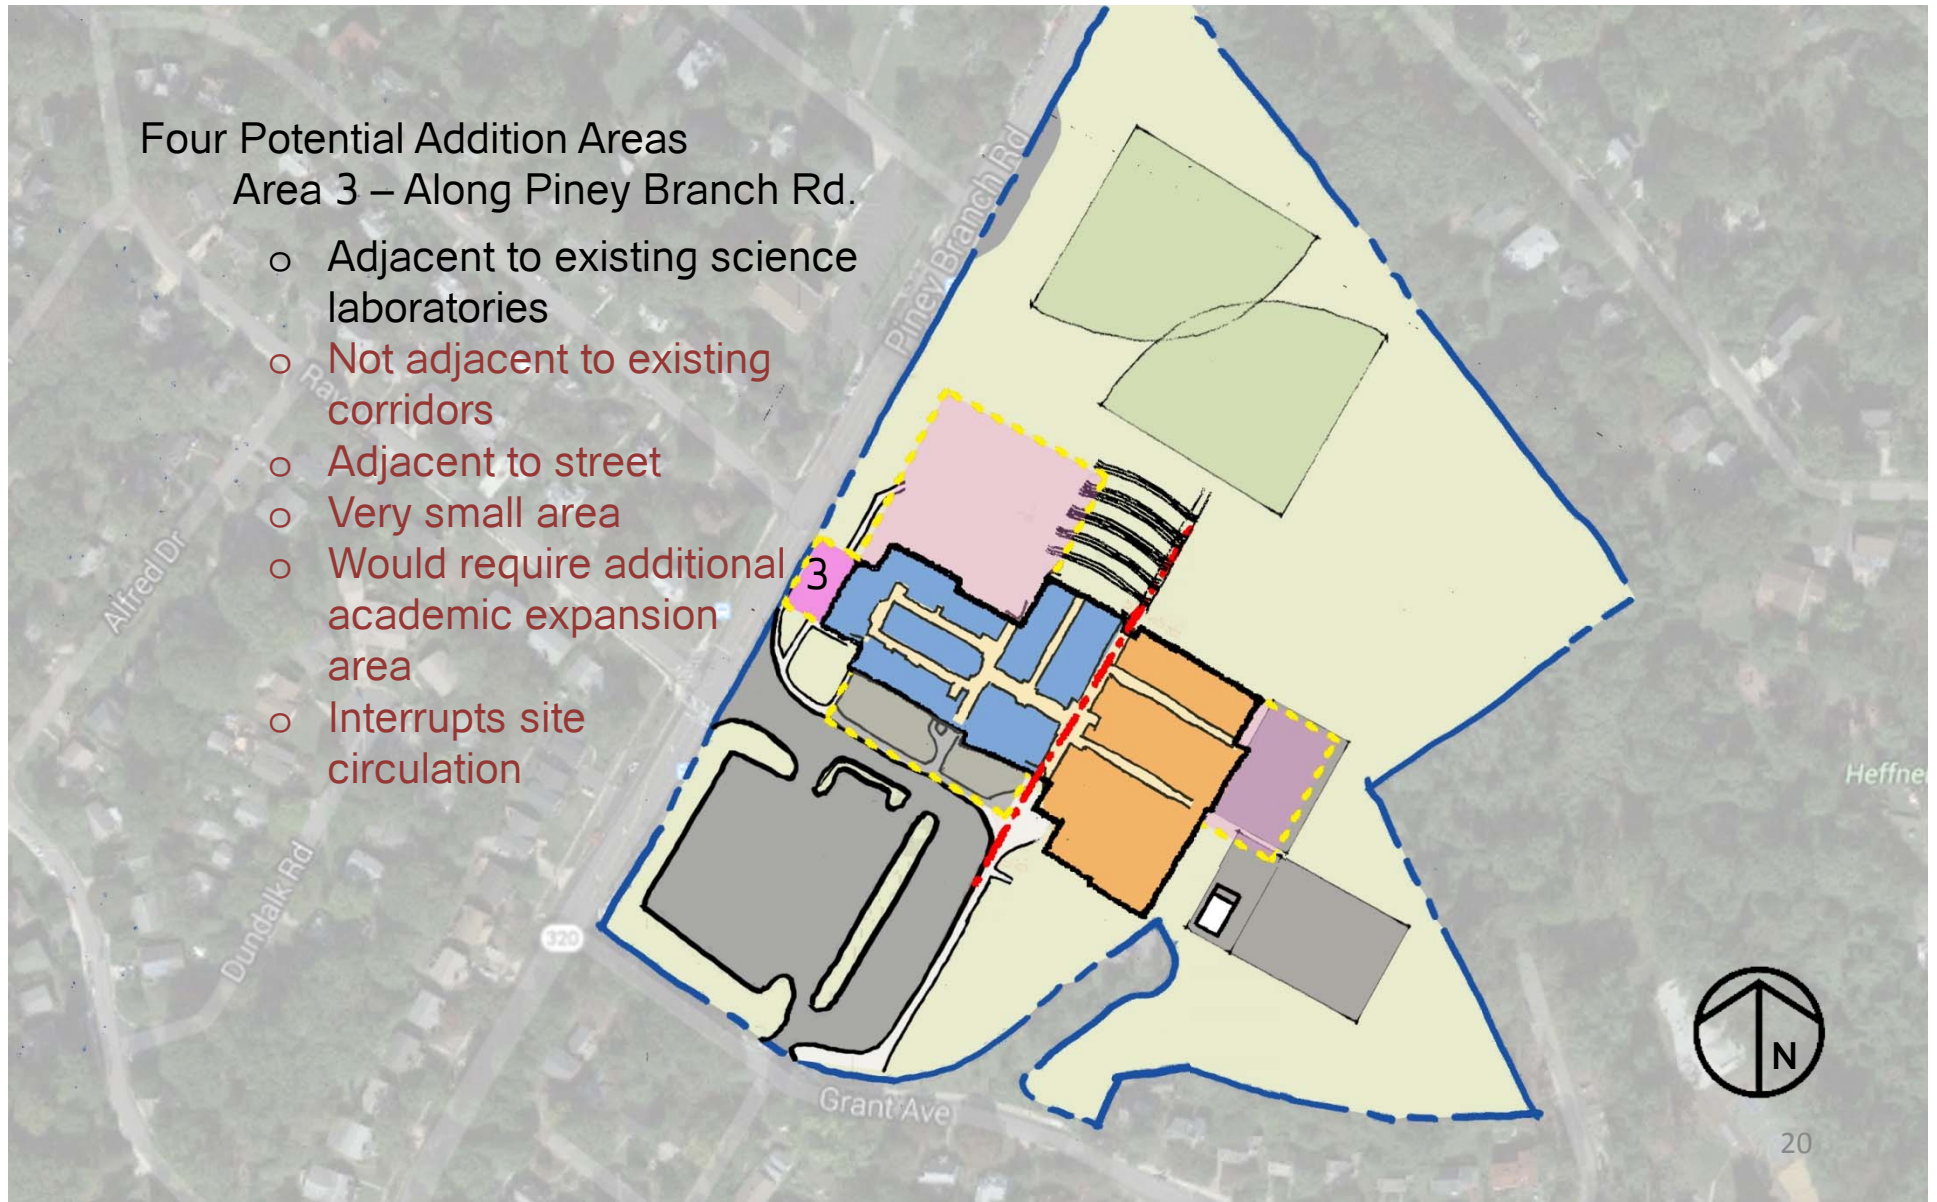 Four Potential Addition Areas
Area 3 – Along Piney Branch Rd.
o Adjacent to existing science
laboratories
o Not adjacent to existing
corridors
o Adjacent to street
o Very small area
o Would require additional
academic expansion
area
o Interrupts site
circulation
Piney Branch Rd
3
Alfred Dr
Dundalk Rd
320
Grant Ave
Heffne
N
20